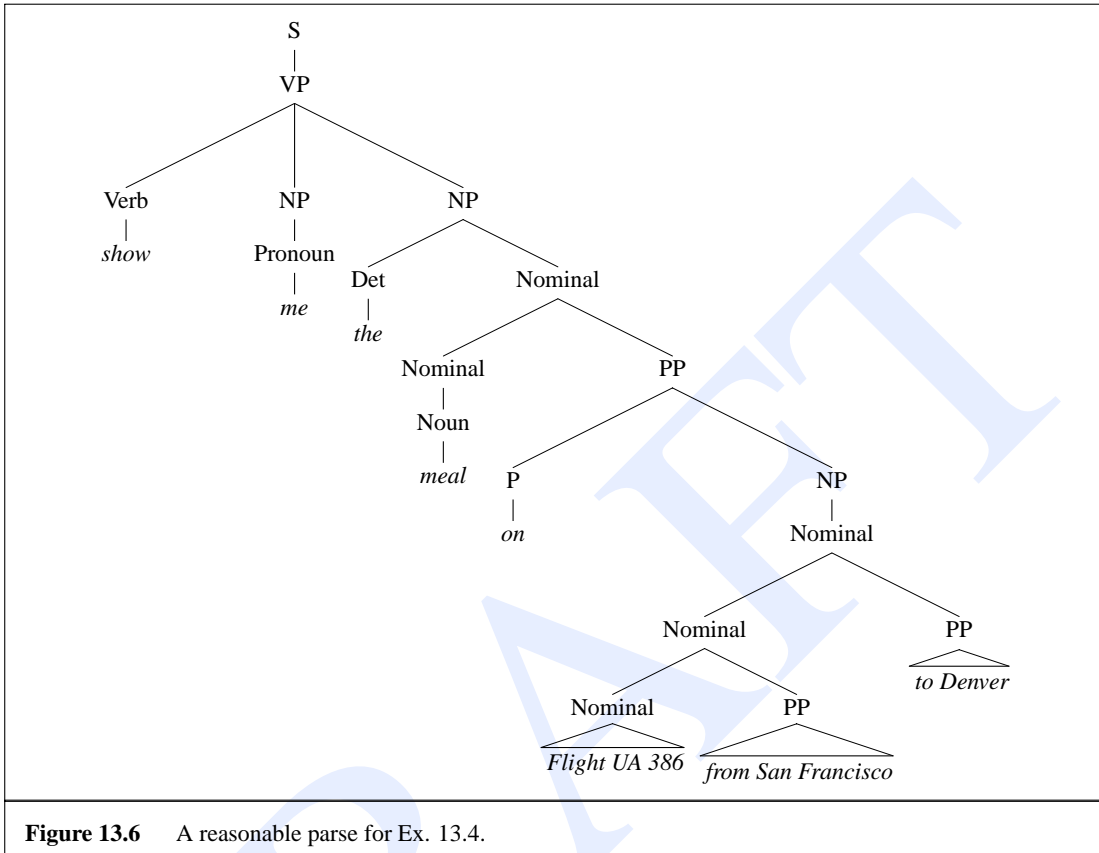 S
VP
Verb NP NP
show Pronoun Det Nominal
me the
Nominal PP
Noun
meal P NP
on Nominal
Nominal PP
to Denver
Nominal PP
Flight UA 386 from San Francisco
Figure 13.6 A reasonable parse for Ex. 13.4.
RAFT